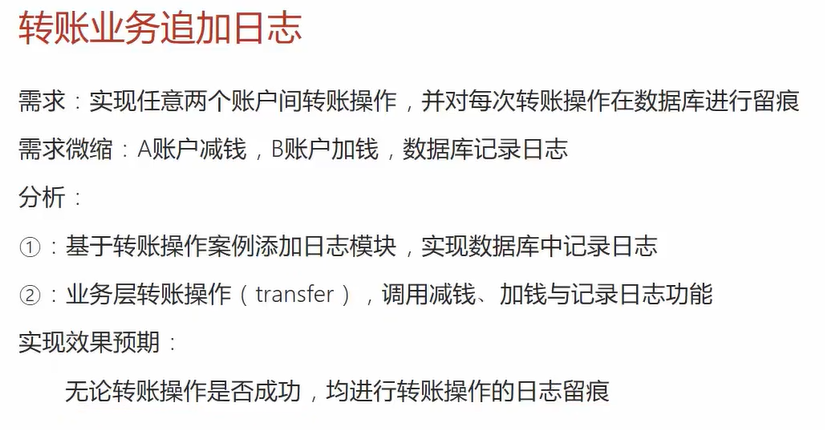 转账业务追加日志
需求：实现任意两个账户间转账操作，并对每次转账操作在数据库进行留痕
需求微缩：A账户减钱，B账户加钱，数据库记录日志
分析：
①：基于转账操作案例添加日志模块，实现数据库中记录日志
②：业务层转账操作（transfer），调用减钱、加钱与记录日志功能
实现效果预期：
无论转账操作是否成功，均进行转账操作的日志留痕